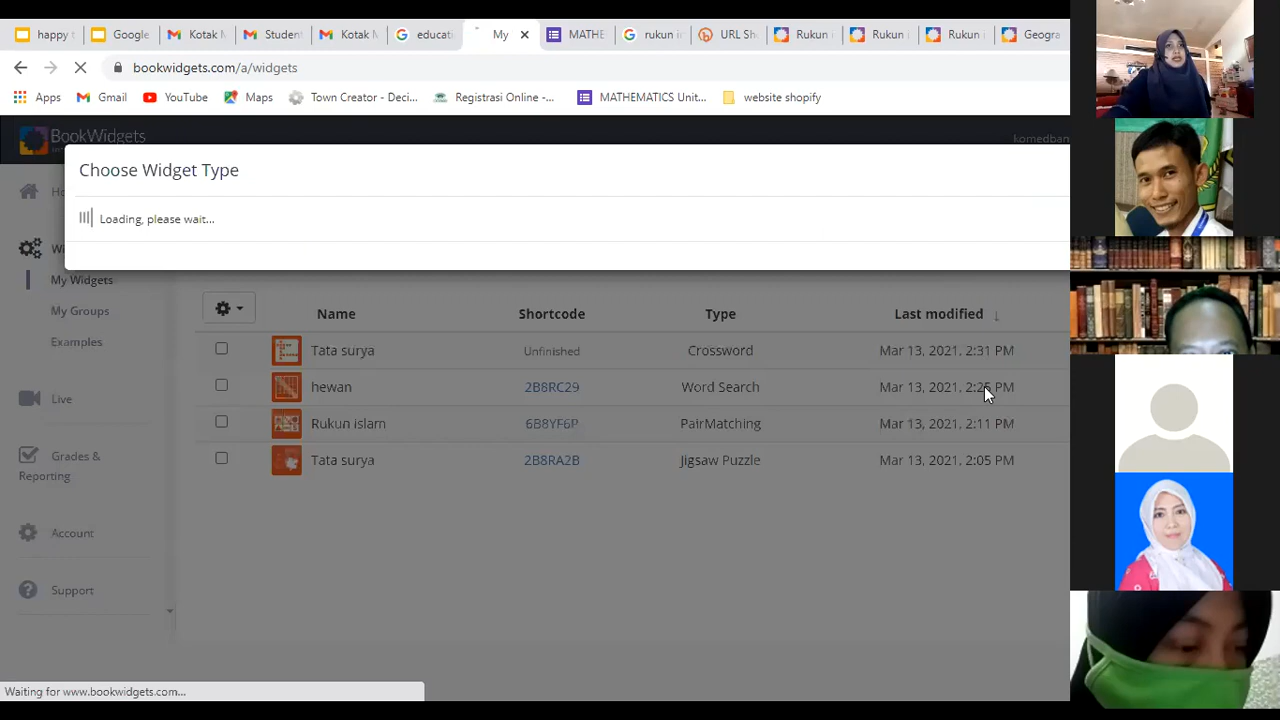 happy t
Google
Kotak M
Studen
Kotak M
educati
My
MATHE
rukun i
URL Sh
Rukun i
Rukun
Rukun i
Geogra
bookwidgets.com/a/widgets
Apps
Gmail
YouTube
Maps
Town Creator - Deci...
Registrasi Online -...
MATHEMATICS Unit...
website shopify
BookWidgets
komedban
Choose Widget Type
Loading, please wait...
My Widgets
My Groups
Examples
Live
Grades &
Reporting
Account
Support
Name Shortcode Type Last modified ↓
Tata surya Unfinished Crossword Mar 13, 2021, 2:31 PM
hewan 2B8RC29 Word Search Mar 13, 2021, 2:25 PM
Rukun islam 6B8YF6P PairMatching Mar 13, 2021, 2:11 PM
Tata surya 2B8RA2B Jigsaw Puzzle Mar 13, 2021, 2:05 PM
Waiting for www.bookwidgets.com...